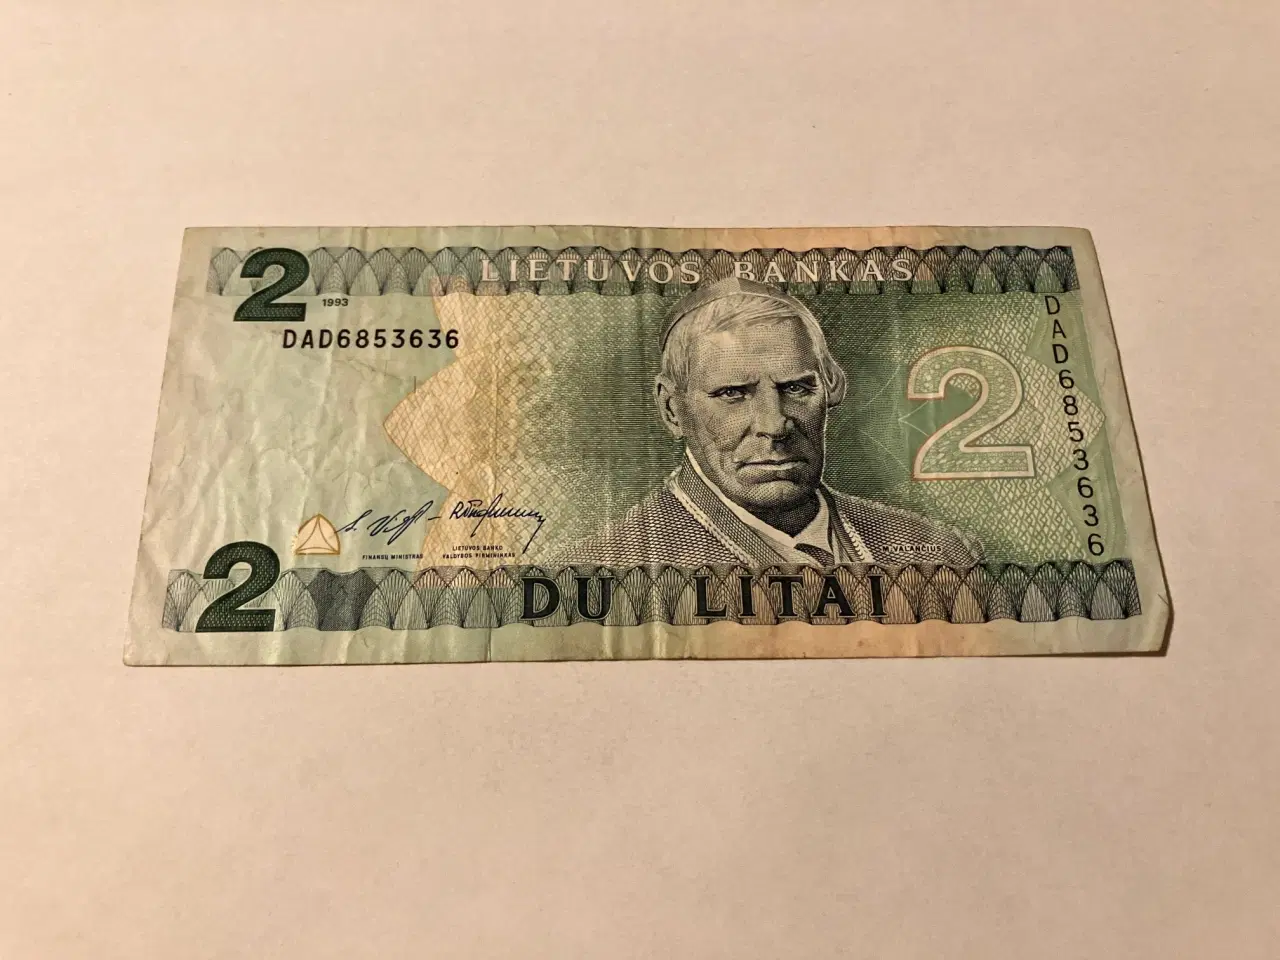 LIETUVOS BANKAS
2
1993
DAD6853636
DAD6853636
2
FINANSŲ MINISTRAS
LIETUVOS BANKO
VALDYBOS PIRMININKAS
M. VALANČIUS
2
DU LITAI